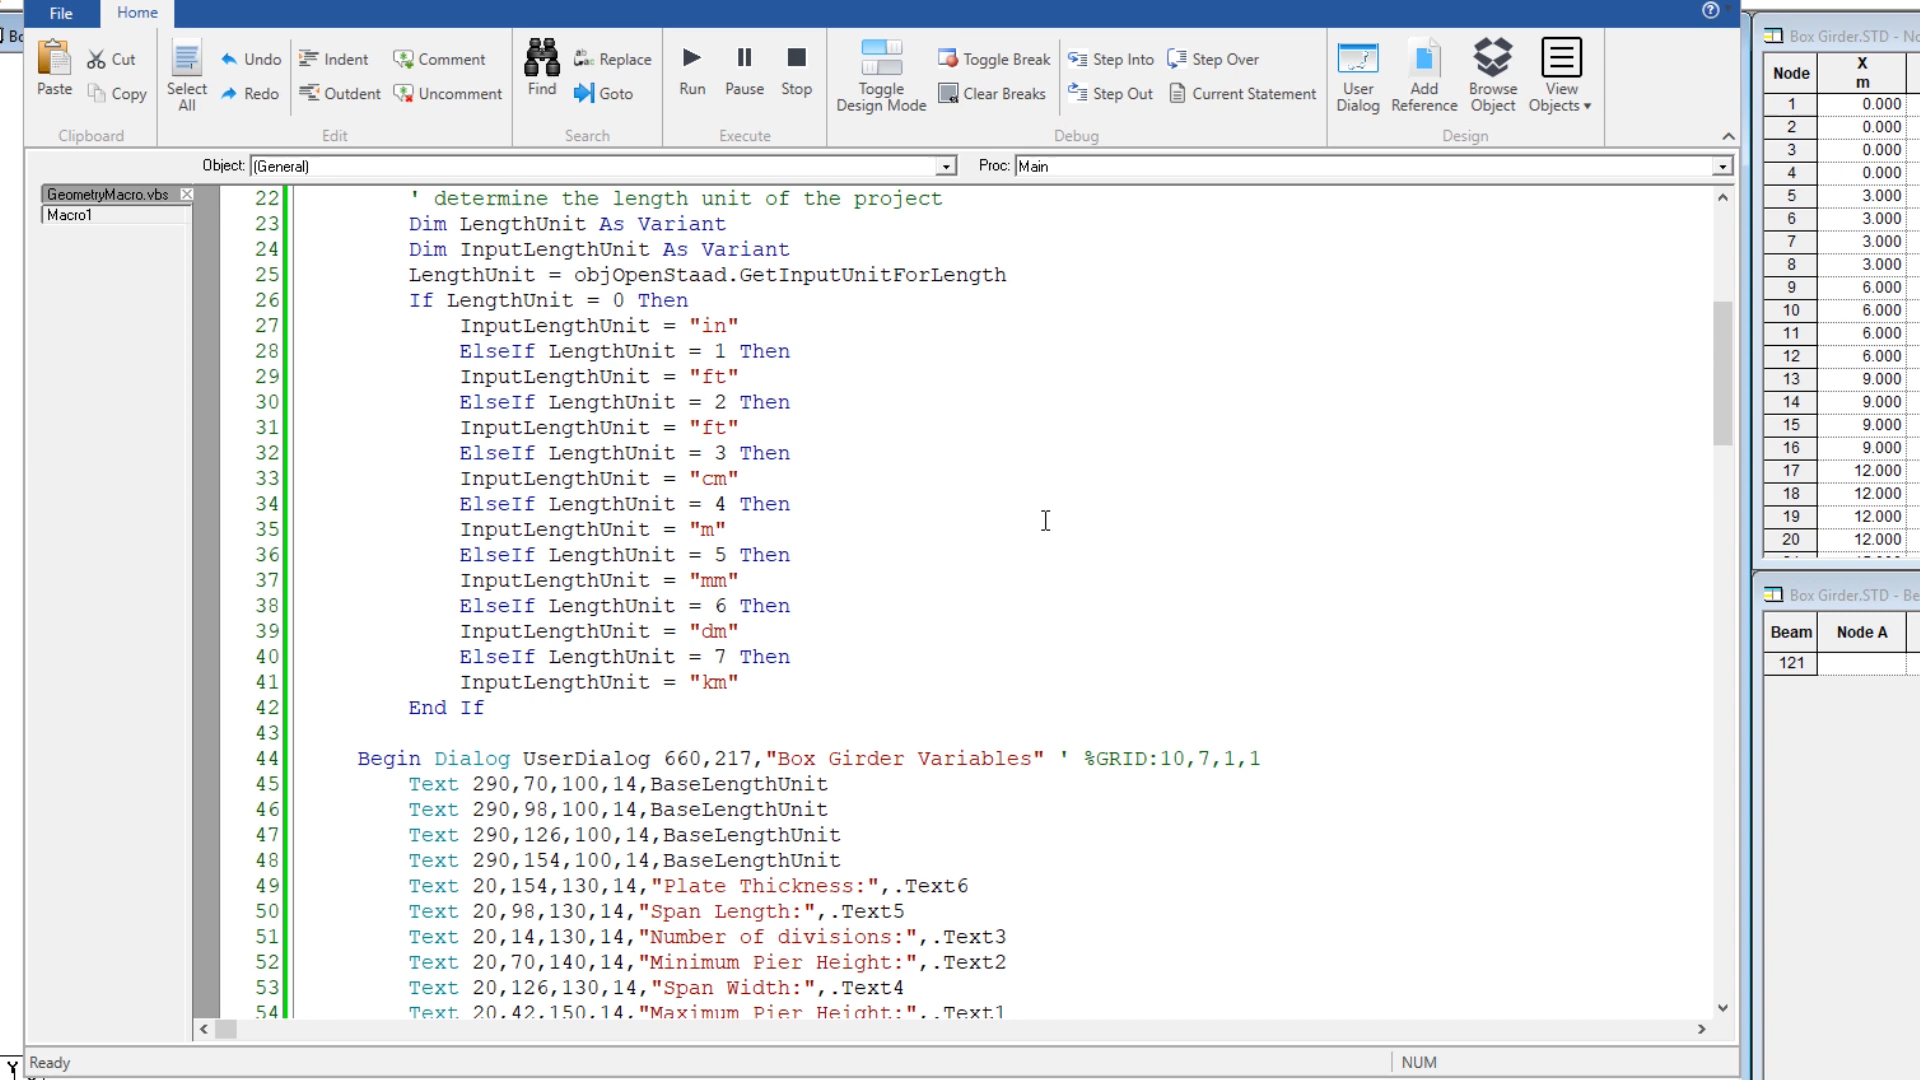 File
Home
Paste
Cut
Copy
Clipboard
Select All
Undo
Redo
Indent
Outdent
Comment
Uncomment
Edit
Find
Replace
Goto
Search
Run
Pause
Stop
Execute
Toggle Design Mode
Toggle Break
Clear Breaks
Step Into
Step Out
Step Over
Current Statement
Debug
User Dialog
Add Reference
Browse Object
View Objects
Design
Object: (General)
Proc: Main
GeometryMacro.vbs
Macro1
22 ' determine the length unit of the project
23 Dim LengthUnit As Variant
24 Dim InputLengthUnit As Variant
25 LengthUnit = objOpenStaad.GetInputUnitForLength
26 If LengthUnit = 0 Then
27 InputLengthUnit = "in"
28 ElseIf LengthUnit = 1 Then
29 InputLengthUnit = "ft"
30 ElseIf LengthUnit = 2 Then
31 InputLengthUnit = "ft"
32 ElseIf LengthUnit = 3 Then
33 InputLengthUnit = "cm"
34 ElseIf LengthUnit = 4 Then
35 InputLengthUnit = "m"
36 ElseIf LengthUnit = 5 Then
37 InputLengthUnit = "mm"
38 ElseIf LengthUnit = 6 Then
39 InputLengthUnit = "dm"
40 ElseIf LengthUnit = 7 Then
41 InputLengthUnit = "km"
42 End If
43
44 Begin Dialog UserDialog 660,217,"Box Girder Variables" ' %GRID:10,7,1,1
45 Text 290,70,100,14,BaseLengthUnit
46 Text 290,98,100,14,BaseLengthUnit
47 Text 290,126,100,14,BaseLengthUnit
48 Text 290,154,100,14,BaseLengthUnit
49 Text 20,154,130,14,"Plate Thickness:",.Text6
50 Text 20,98,130,14,"Span Length:",.Text5
51 Text 20,14,130,14,"Number of divisions:",.Text3
52 Text 20,70,140,14,"Minimum Pier Height:",.Text2
53 Text 20,126,130,14,"Span Width:",.Text4
54 Text 20,42,150,14,"Maximum Pier Height:",.Text1
Ready
NUM
Y
Box Girder.STD - No
Node X m
1 0.000
2 0.000
3 0.000
4 0.000
5 3.000
6 3.000
7 3.000
8 3.000
9 6.000
10 6.000
11 6.000
12 6.000
13 9.000
14 9.000
15 9.000
16 9.000
17 12.000
18 12.000
19 12.000
20 12.000
Box Girder.STD - Be
Beam Node A
121